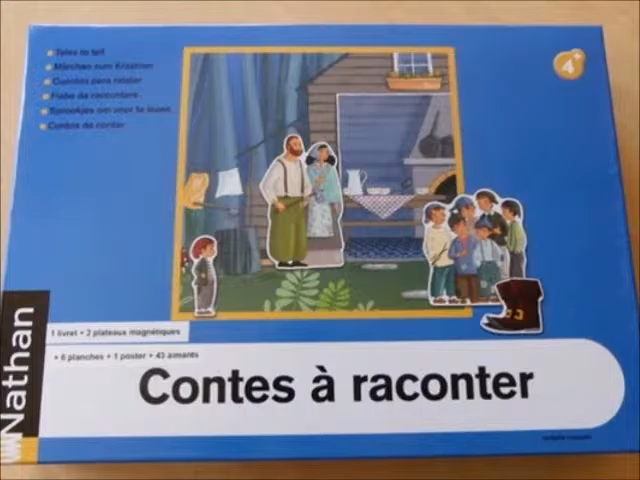 Tales to tell
Märchen zum Erzählen
Cuentos para relatar
Fiabe da raccontare
Sprookjes om voor te lezen
Contos de contar
4+
1 livret • 2 plateaux magnétiques
• 6 planches • 1 poster • 43 aimants
Contes à raconter
Nathan